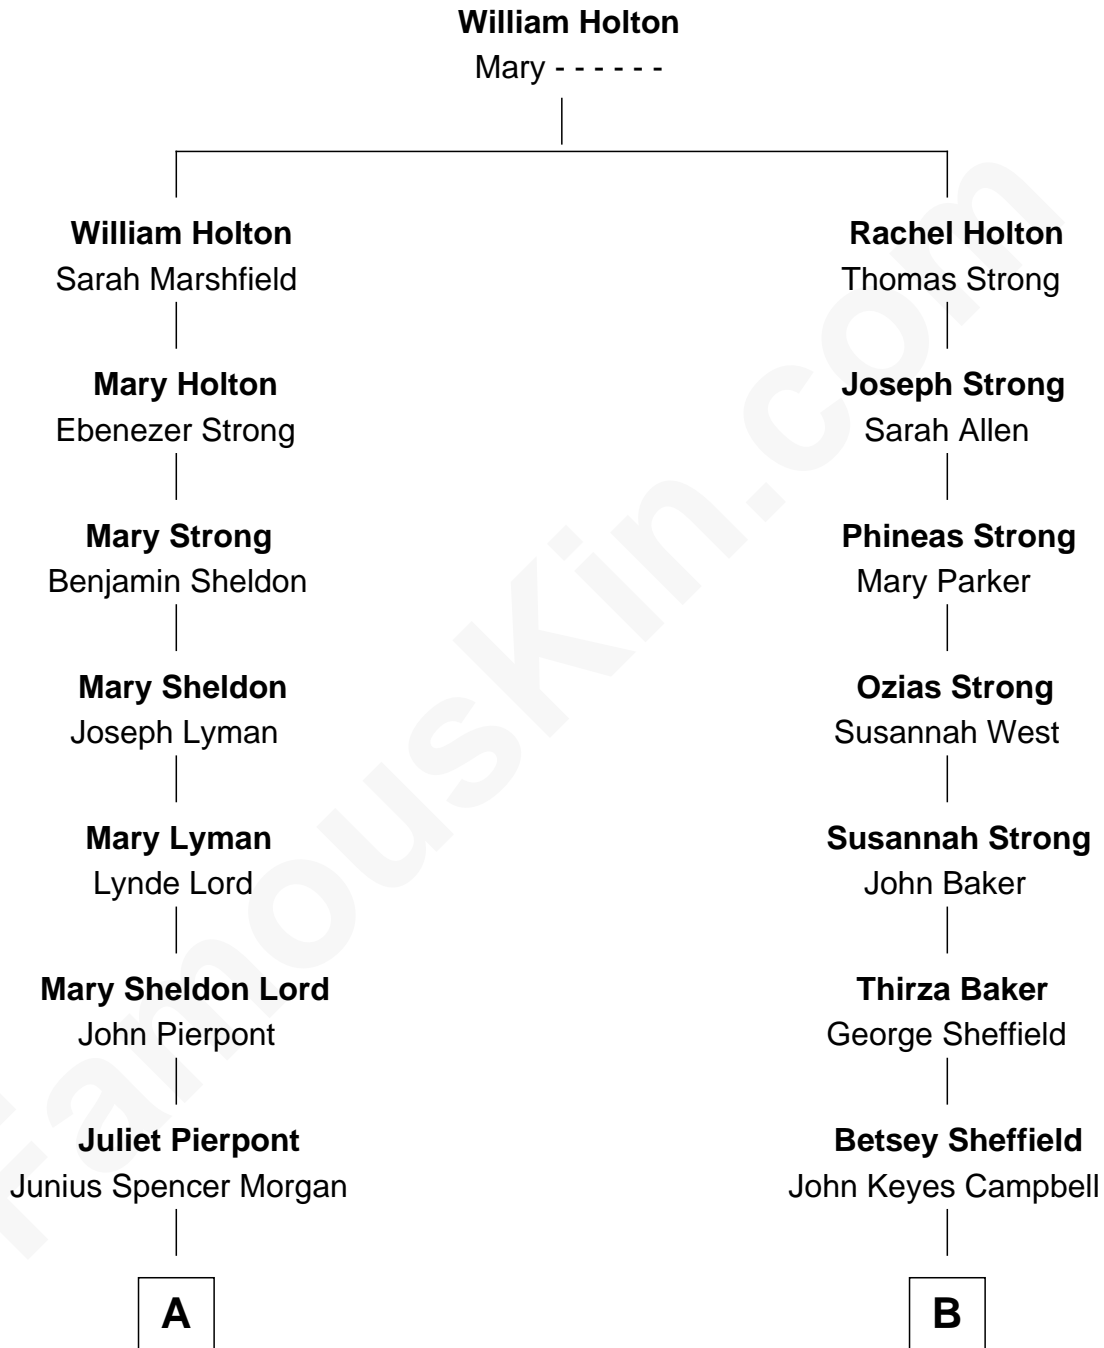 William Holton
Mary - - - - - -
William Holton
Sarah Marshfield
Rachel Holton
Thomas Strong
Mary Holton
Ebenezer Strong
Joseph Strong
Sarah Allen
Mary Strong
Benjamin Sheldon
Phineas Strong
Mary Parker
Mary Sheldon
Joseph Lyman
Ozias Strong
Susannah West
Mary Lyman
Lynde Lord
Susannah Strong
John Baker
Mary Sheldon Lord
John Pierpont
Thirza Baker
George Sheffield
Juliet Pierpont
Junius Spencer Morgan
Betsey Sheffield
John Keyes Campbell
A
B
FamousKin.com